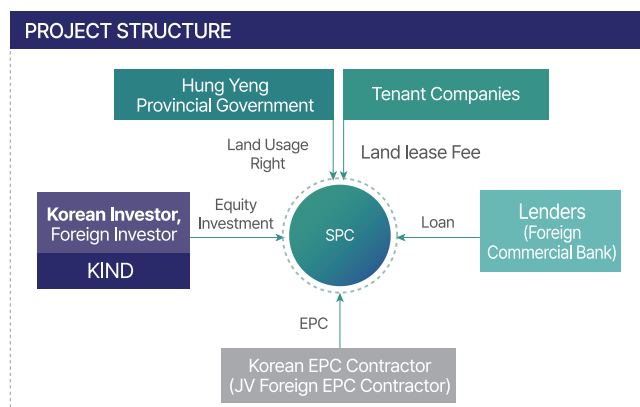 PROJECT STRUCTURE
Hung Yeng
Provincial Government
Tenant Companies
Land Usage
Right
Land lease Fee
Korean Investor,
Foreign Investor
KIND
Equity
Investment
SPC
Loan
Lenders
(Foreign
Commercial Bank)
EPC
Korean EPC Contractor
(JV Foreign EPC Contractor)